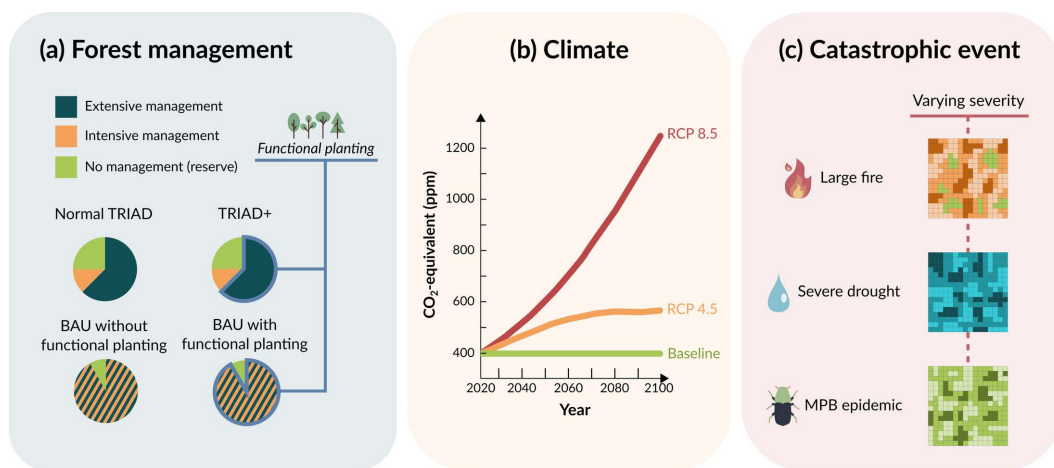 (a) Forest management
Extensive management
Intensive management
No management (reserve)
Functional planting
Normal TRIAD
TRIAD+
BAU without
functional planting
BAU with
functional planting
(b) Climate
CO₂-equivalent (ppm)
1200
1000
800
600
400
2020
2040
2060
2080
2100
Year
RCP 8.5
RCP 4.5
Baseline
(c) Catastrophic event
Varying severity
Large fire
Severe drought
MPB epidemic